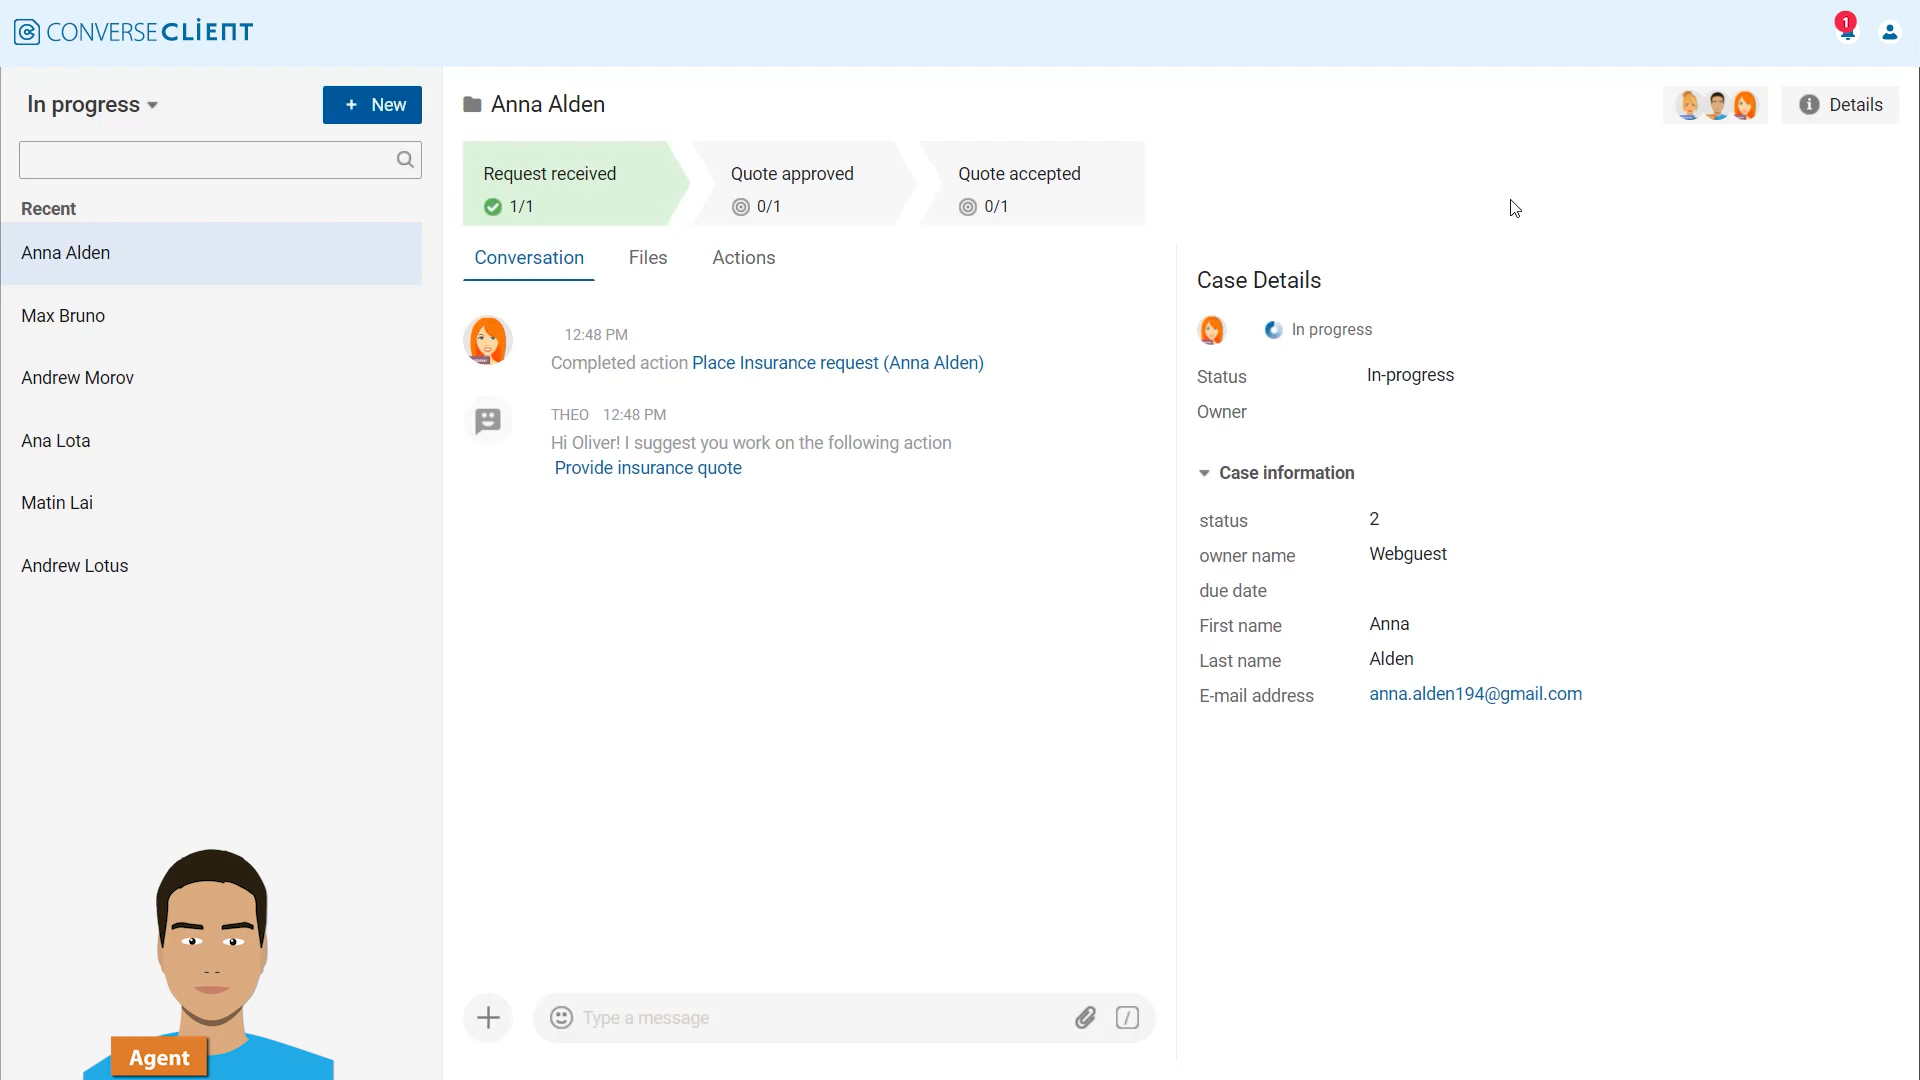 CONVERSECLIENT
1
In progress
+ New
Anna Alden
Details
Request received
1/1
Quote approved
0/1
Quote accepted
0/1
Recent
Anna Alden
Max Bruno
Andrew Morov
Ana Lota
Matin Lai
Andrew Lotus
Conversation
Files
Actions
12:48 PM
Completed action Place Insurance request (Anna Alden)
THEO 12:48 PM
Hi Oliver! I suggest you work on the following action
Provide insurance quote
Type a message
Case Details
In progress
Status In-progress
Owner
Case information
status 2
owner name Webguest
due date
First name Anna
Last name Alden
E-mail address anna.alden194@gmail.com
Agent